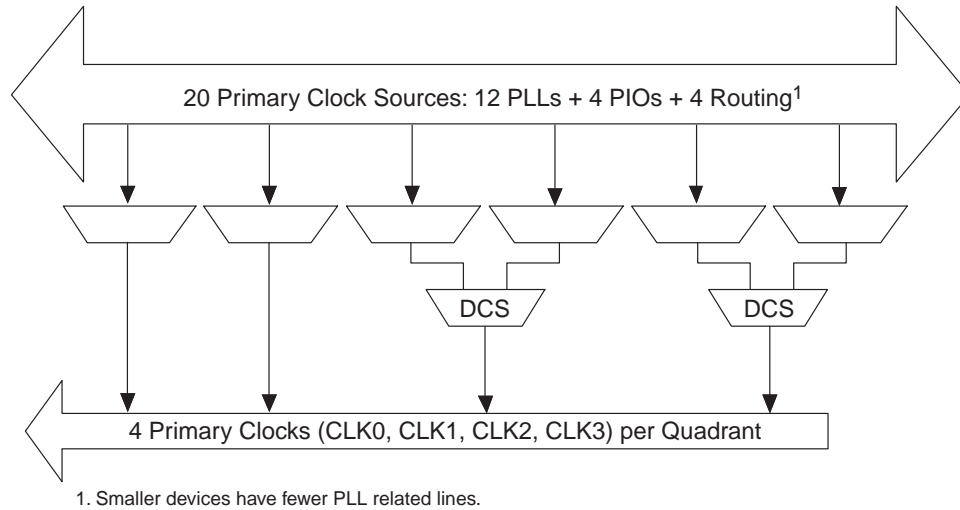 20 Primary Clock Sources: 12 PLLs + 4 PIOs + 4 Routing¹
DCS
DCS
4 Primary Clocks (CLK0, CLK1, CLK2, CLK3) per Quadrant
1. Smaller devices have fewer PLL related lines.